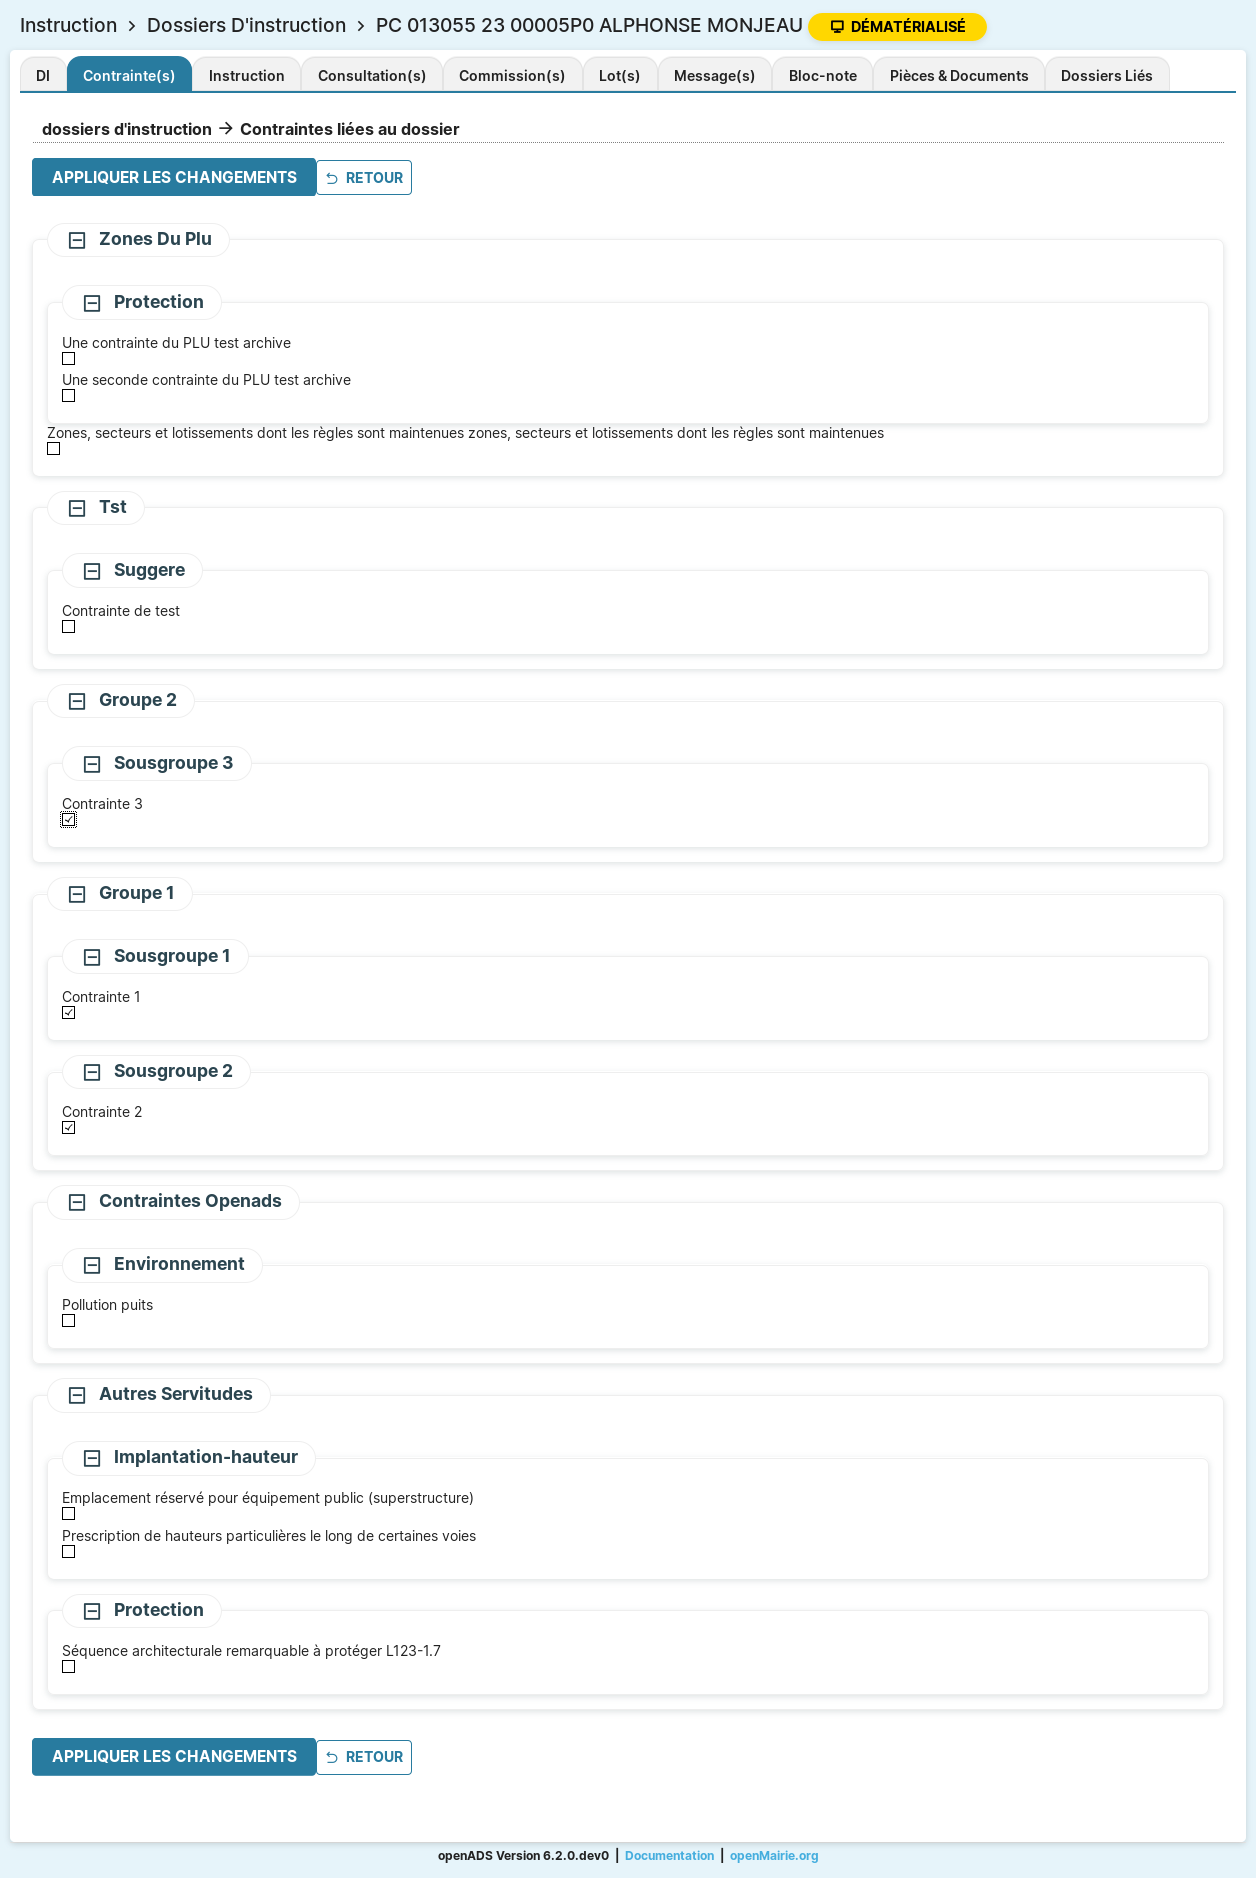 Instruction > Dossiers D'instruction > PC 013055 23 00005P0 ALPHONSE MONJEAU DÉMATÉRIALISÉ
DI Contrainte(s) Instruction Consultation(s) Commission(s) Lot(s) Message(s) Bloc-note Pièces & Documents Dossiers Liés
dossiers d'instruction → Contraintes liées au dossier
APPLIQUER LES CHANGEMENTS RETOUR
Zones Du Plu
Protection
Une contrainte du PLU test archive
Une seconde contrainte du PLU test archive
Zones, secteurs et lotissements dont les règles sont maintenues zones, secteurs et lotissements dont les règles sont maintenues
Tst
Suggere
Contrainte de test
Groupe 2
Sousgroupe 3
Contrainte 3
Groupe 1
Sousgroupe 1
Contrainte 1
Sousgroupe 2
Contrainte 2
Contraintes Openads
Environnement
Pollution puits
Autres Servitudes
Implantation-hauteur
Emplacement réservé pour équipement public (superstructure)
Prescription de hauteurs particulières le long de certaines voies
Protection
Séquence architecturale remarquable à protéger L123-1.7
APPLIQUER LES CHANGEMENTS RETOUR
openADS Version 6.2.0.dev0 | Documentation | openMairie.org